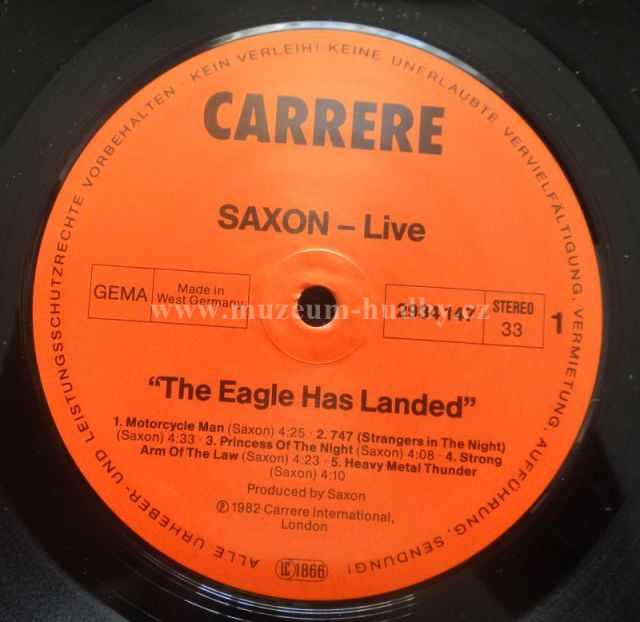 ALLE URHEBER- UND LEISTUNGSSCHUTZRECHTE VORBEHALTEN · KEIN VERLEIH! KEINE UNERLAUBTE VERVIELFÄLTIGUNG, VERMIETUNG, AUFFÜHRUNG, SENDUNG!
CARRERE
SAXON – Live
GEMA
Made in
West Germany
2934 147
STEREO
33
1
www.muzeum-hudby.cz
“The Eagle Has Landed”
1. Motorcycle Man (Saxon) 4:25 · 2. 747 (Strangers in The Night)
(Saxon) 4:33 · 3. Princess Of The Night (Saxon) 4:08 · 4. Strong
Arm Of The Law (Saxon) 4:23 · 5. Heavy Metal Thunder
(Saxon) 4:10
Produced by Saxon
℗ 1982 Carrere International,
London
LC 1866